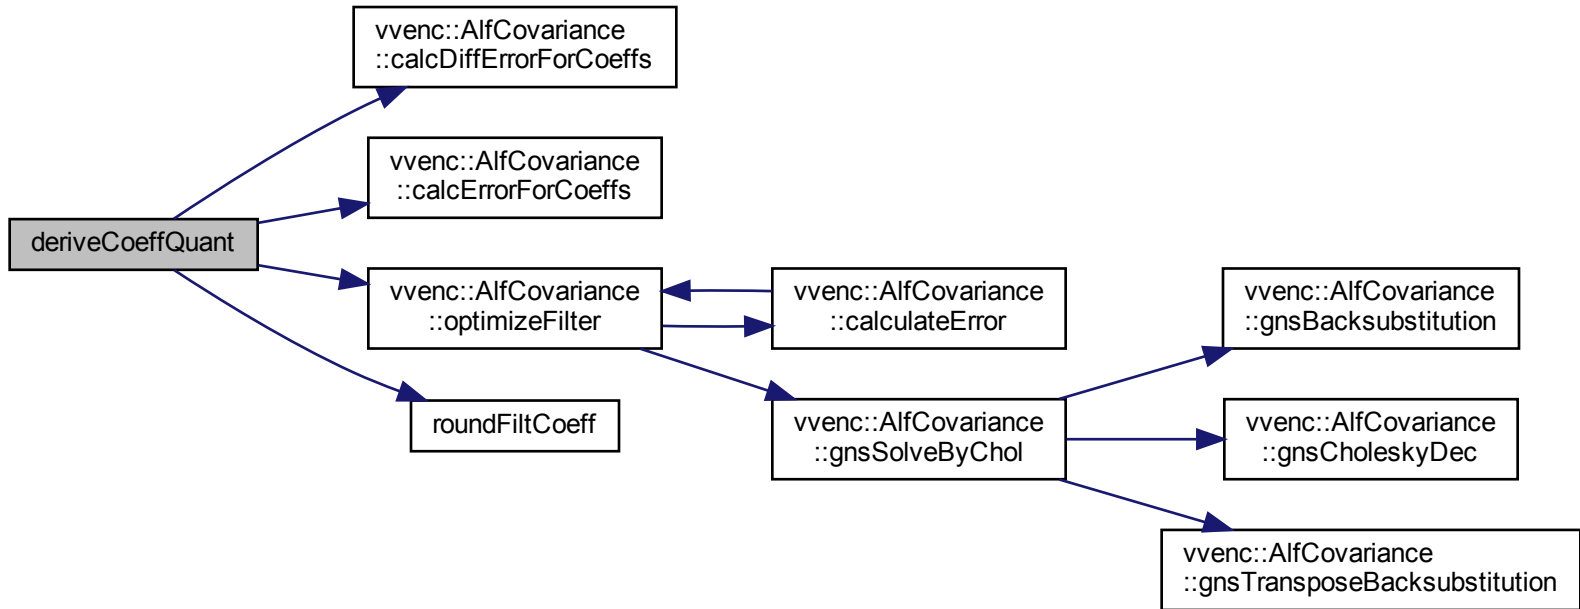 vvenc::AlfCovariance
::calcDiffErrorForCoeffs
vvenc::AlfCovariance
::calcErrorForCoeffs
deriveCoeffQuant
vvenc::AlfCovariance
::optimizeFilter
vvenc::AlfCovariance
::calculateError
vvenc::AlfCovariance
::gnsBacksubstitution
roundFiltCoeff
vvenc::AlfCovariance
::gnsSolveByChol
vvenc::AlfCovariance
::gnsCholeskyDec
vvenc::AlfCovariance
::gnsTransposeBacksubstitution